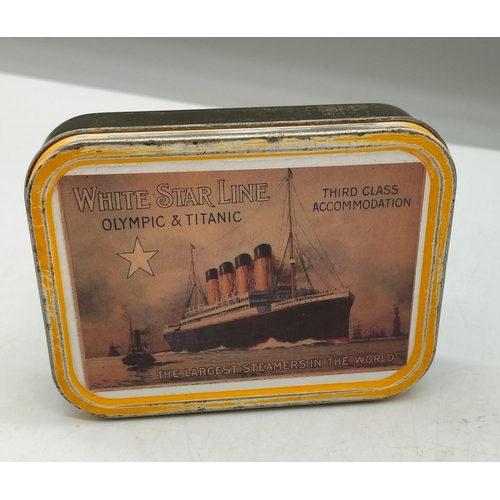 WHITE STAR LINE
OLYMPIC & TITANIC
THIRD CLASS
ACCOMMODATION
THE LARGEST STEAMERS IN THE WORLD